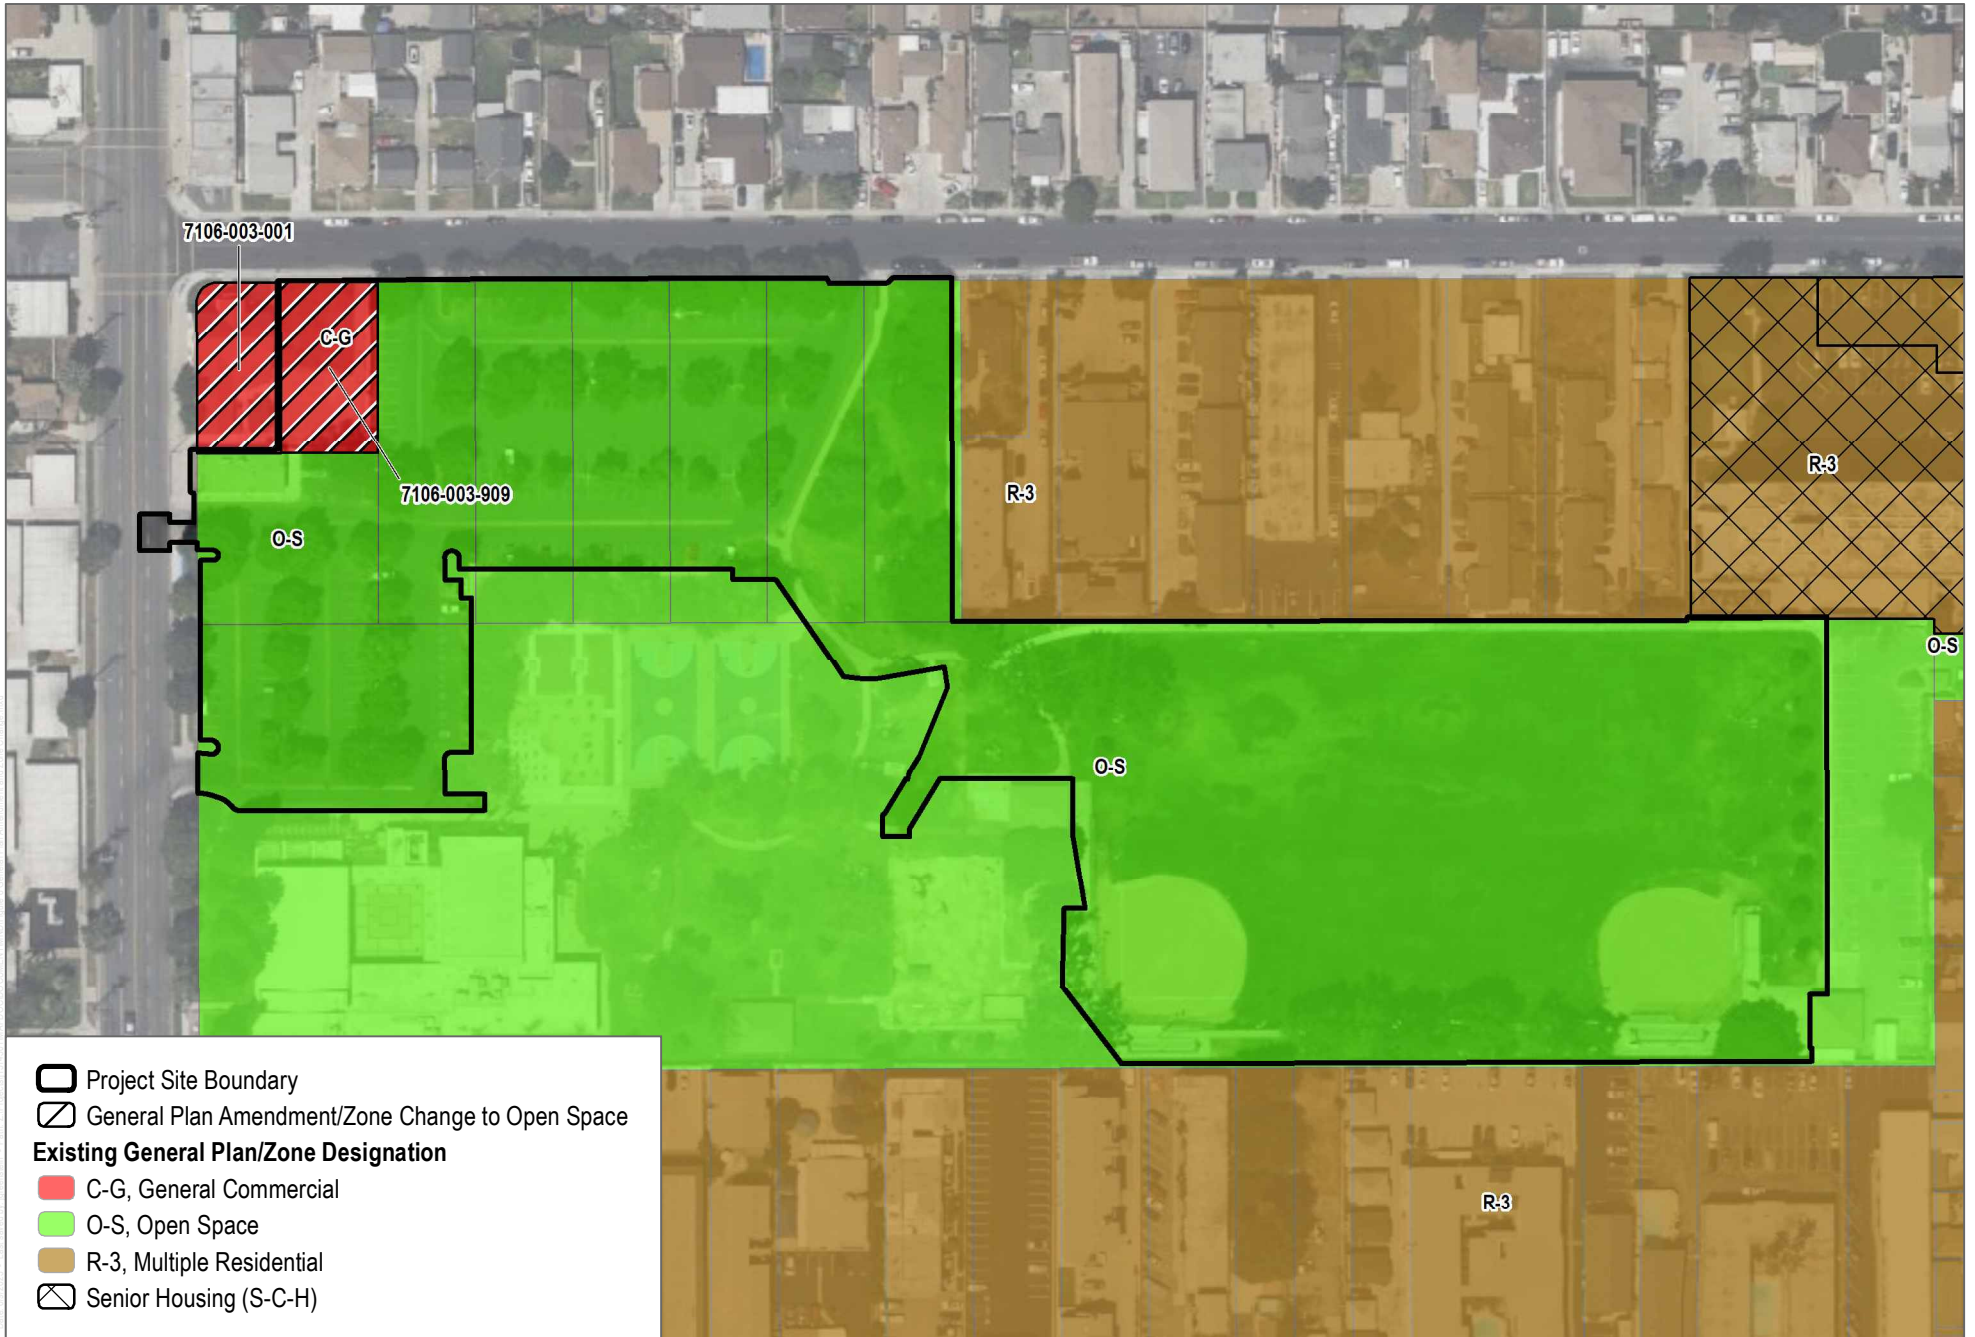 7106-003-001
C-G
7106-003-909
R-3
R-3
O-S
O-S
O-S
R-3
Project Site Boundary
General Plan Amendment/Zone Change to Open Space
Existing General Plan/Zone Designation
C-G, General Commercial
O-S, Open Space
R-3, Multiple Residential
Senior Housing (S-C-H)